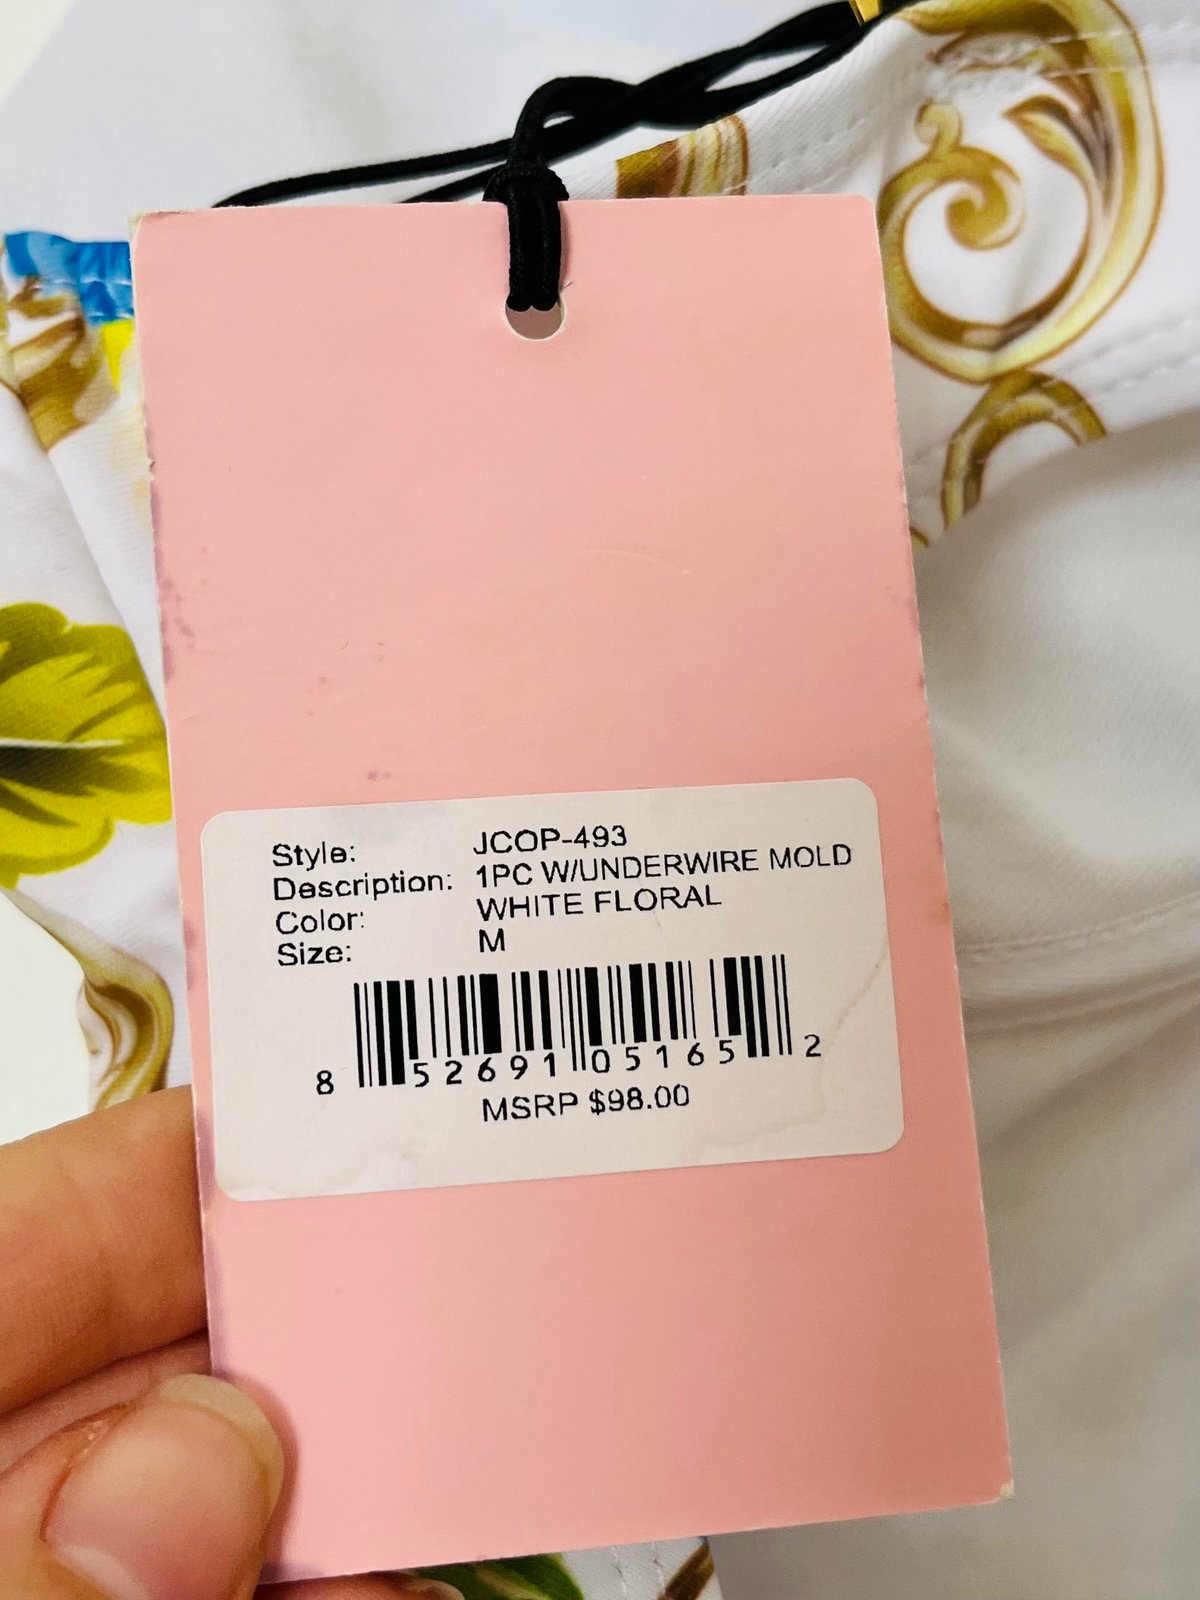 Style: JCOP-493
Description: 1PC W/UNDERWIRE MOLD
Color: WHITE FLORAL
Size: M
8 52691 05165 2
MSRP $98.00